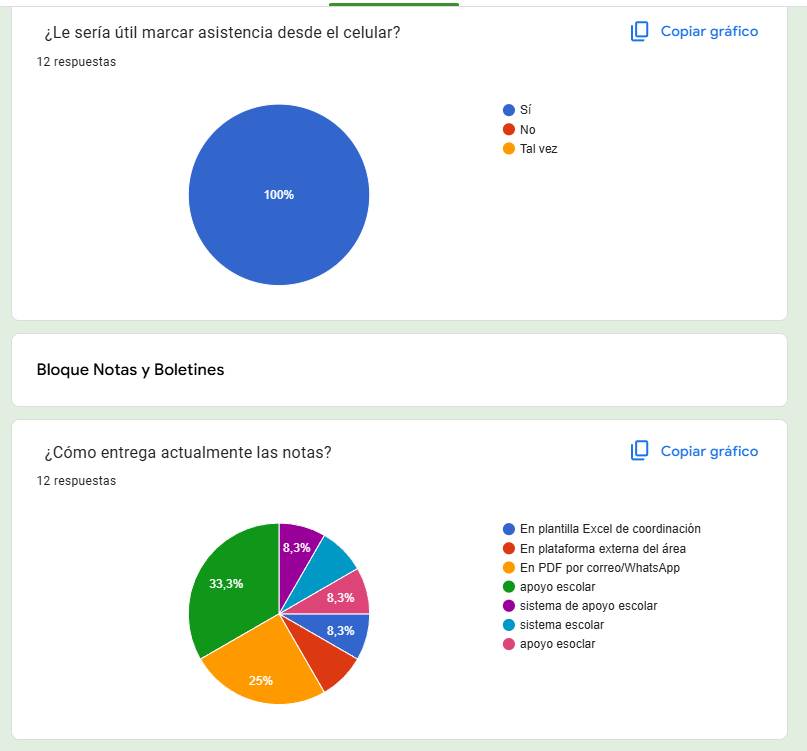 ¿Le sería útil marcar asistencia desde el celular?
Copiar gráfico
12 respuestas
100%
Sí
No
Tal vez
Bloque Notas y Boletines
¿Cómo entrega actualmente las notas?
Copiar gráfico
12 respuestas
8,3%
33,3%
8,3%
8,3%
25%
En plantilla Excel de coordinación
En plataforma externa del área
En PDF por correo/WhatsApp
apoyo escolar
sistema de apoyo escolar
sistema escolar
apoyo esoclar